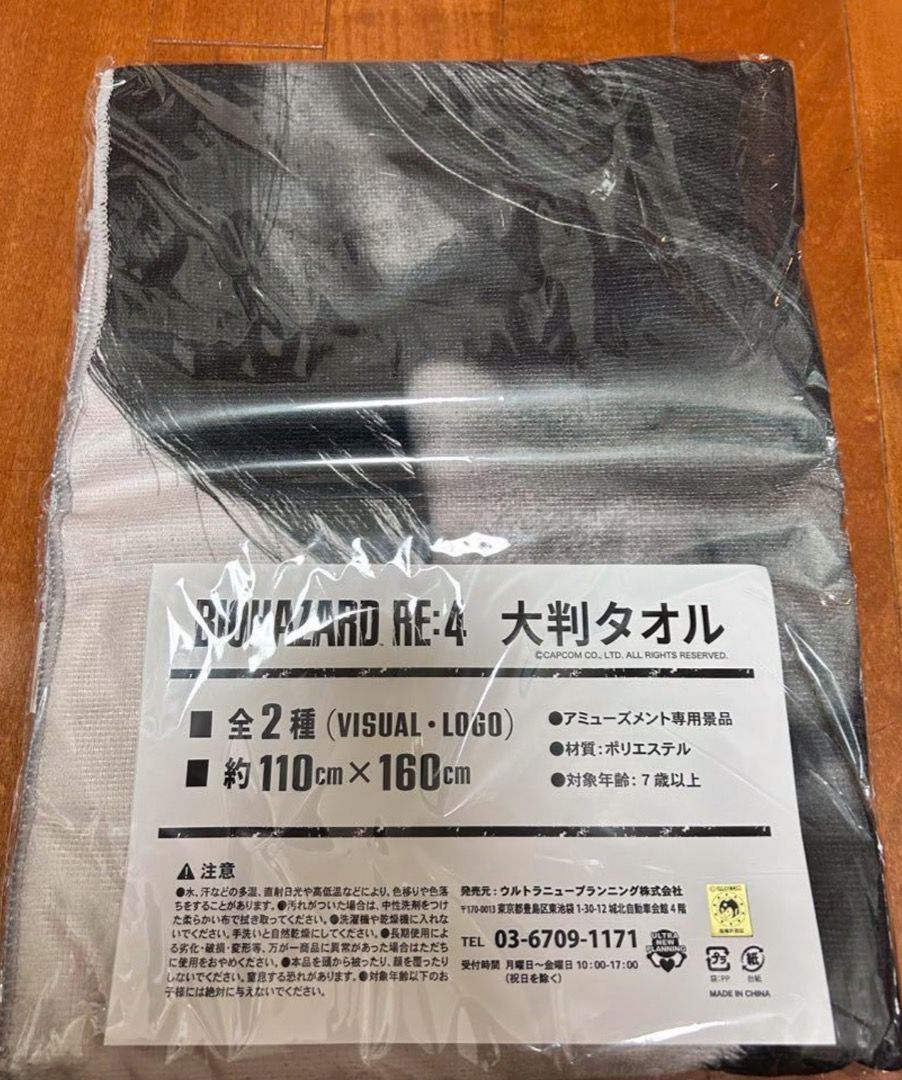 BIOHAZARD RE:4 大判タオル
©CAPCOM CO., LTD. ALL RIGHTS RESERVED.
■ 全2種（VISUAL・LOGO）
■ 約110cm×160cm
●アミューズメント専用景品
●材質：ポリエステル
●対象年齢：7歳以上
⚠ 注意
●水、汗などの多湿、直射日光や高低温などにより、色移りや色落
ちをすることがあります。●汚れがついた場合は、中性洗剤をつけ
た柔らかい布で拭き取ってください。●洗濯機や乾燥機に入れな
いでください。手洗いと自然乾燥にしてください。●長期使用によ
る劣化・破損・変形等、万が一商品に異常があった場合はただち
に使用をおやめください。●本品を頭から被ったり、顔を覆ったり
しないでください。窒息する恐れがあります。●対象年齢以下のお
子様には絶対に与えないでください。
発売元：ウルトラニュープランニング株式会社
〒170-0013 東京都豊島区東池袋1-30-12 城北自動車会館4階
TEL 03-6709-1171
受付時間 月曜日〜金曜日 10:00-17:00
（祝日を除く）
ULTRA
NEW
PLANNING
プラ
袋：PP
紙
台紙
MADE IN CHINA